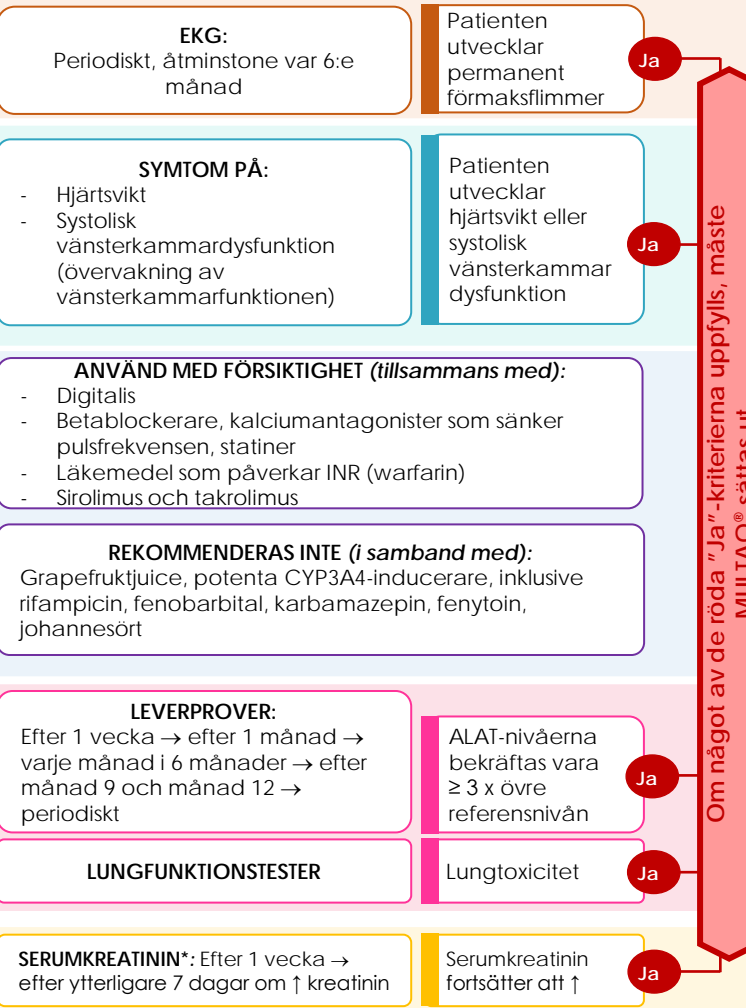 EKG:
Periodiskt, åtminstone var 6:e
månad
Patienten
utvecklar
permanent
förmaksflimmer
Ja
SYMTOM PÅ:
- Hjärtsvikt
- Systolisk
vänsterkammardysfunktion
(övervakning av
vänsterkammarfunktionen)
Patienten
utvecklar
hjärtsvikt eller
systolisk
vänsterkammar
dysfunktion
Ja
ANVÄND MED FÖRSIKTIGHET (tillsammans med):
- Digitalis
- Betablockerare, kalciumantagonister som sänker
pulsfrekvensen, statiner
- Läkemedel som påverkar INR (warfarin)
- Sirolimus och takrolimus
REKOMMENDERAS INTE (i samband med):
Grapefruktjuice, potenta CYP3A4-inducerare, inklusive
rifampicin, fenobarbital, karbamazepin, fenytoin,
johannesört
LEVERPROVER:
Efter 1 vecka → efter 1 månad →
varje månad i 6 månader → efter
månad 9 och månad 12 →
periodiskt
ALAT-nivåerna
bekräftas vara
≥ 3 x övre
referensnivån
Ja
LUNGFUNKTIONSTESTER
Lungtoxicitet
Ja
SERUMKREATININ*: Efter 1 vecka →
efter ytterligare 7 dagar om ↑ kreatinin
Serumkreatinin
fortsätter att ↑
Ja
Om något av de röda "Ja"-kriterierna uppfylls, måste
MULTAQ® sättas ut